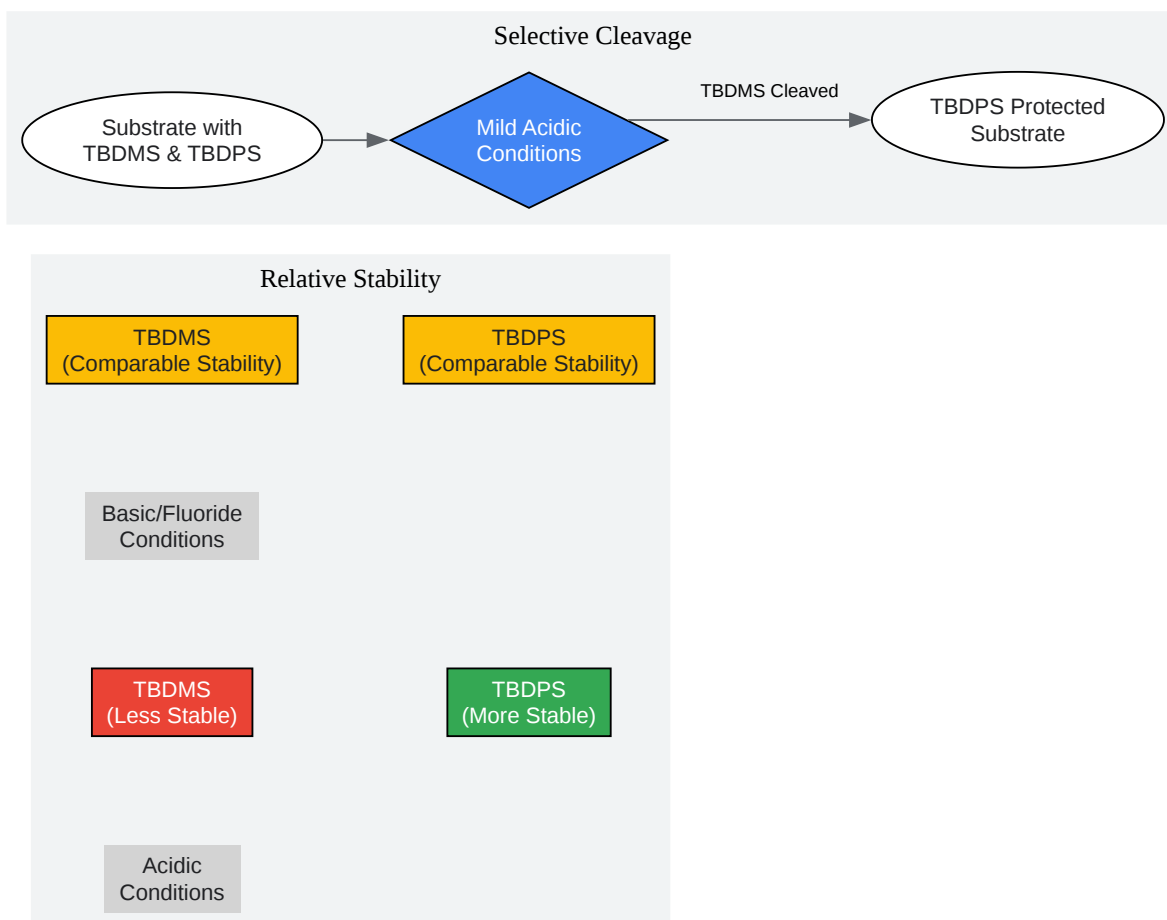 Selective Cleavage
Substrate with
TBDMS & TBDPS
Mild Acidic
Conditions
TBDMS Cleaved
TBDPS Protected
Substrate
Relative Stability
TBDMS
(Comparable Stability)
TBDPS
(Comparable Stability)
Basic/Fluoride
Conditions
TBDMS
(Less Stable)
TBDPS
(More Stable)
Acidic
Conditions